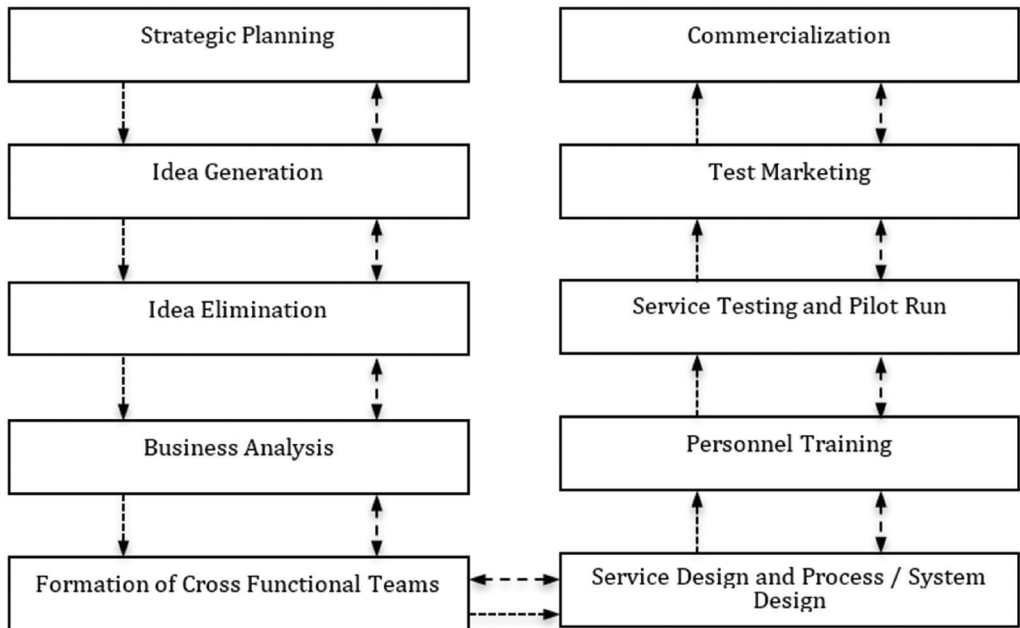 Strategic Planning
Idea Generation
Idea Elimination
Business Analysis
Formation of Cross Functional Teams
Commercialization
Test Marketing
Service Testing and Pilot Run
Personnel Training
Service Design and Process / System
Design